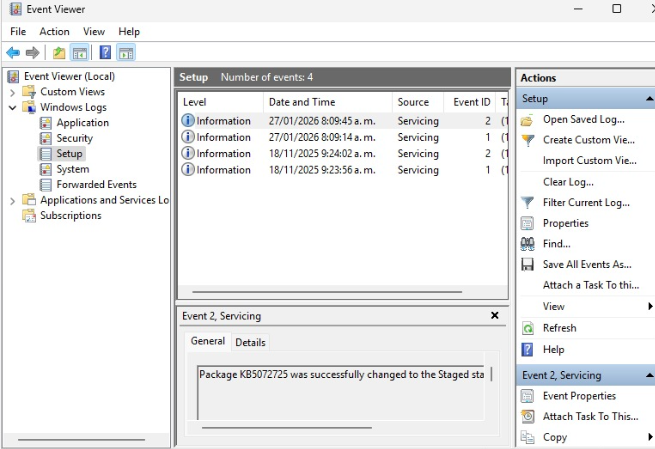 Event Viewer
File Action View Help
Event Viewer (Local)
Custom Views
Windows Logs
Application
Security
Setup
System
Forwarded Events
Applications and Services Lo
Subscriptions
Setup Number of events: 4
Level Date and Time Source Event ID T
Information 27/01/2026 8:09:45 a. m. Servicing 2 (1
Information 27/01/2026 8:09:14 a. m. Servicing 1 (1
Information 18/11/2025 9:24:02 a. m. Servicing 2 (1
Information 18/11/2025 9:23:56 a. m. Servicing 1 (1
Event 2, Servicing
General Details
Package KB5072725 was successfully changed to the Staged sta
Actions
Setup
Open Saved Log...
Create Custom Vie...
Import Custom Vie...
Clear Log...
Filter Current Log...
Properties
Find...
Save All Events As...
Attach a Task To thi...
View
Refresh
Help
Event 2, Servicing
Event Properties
Attach Task To This...
Copy